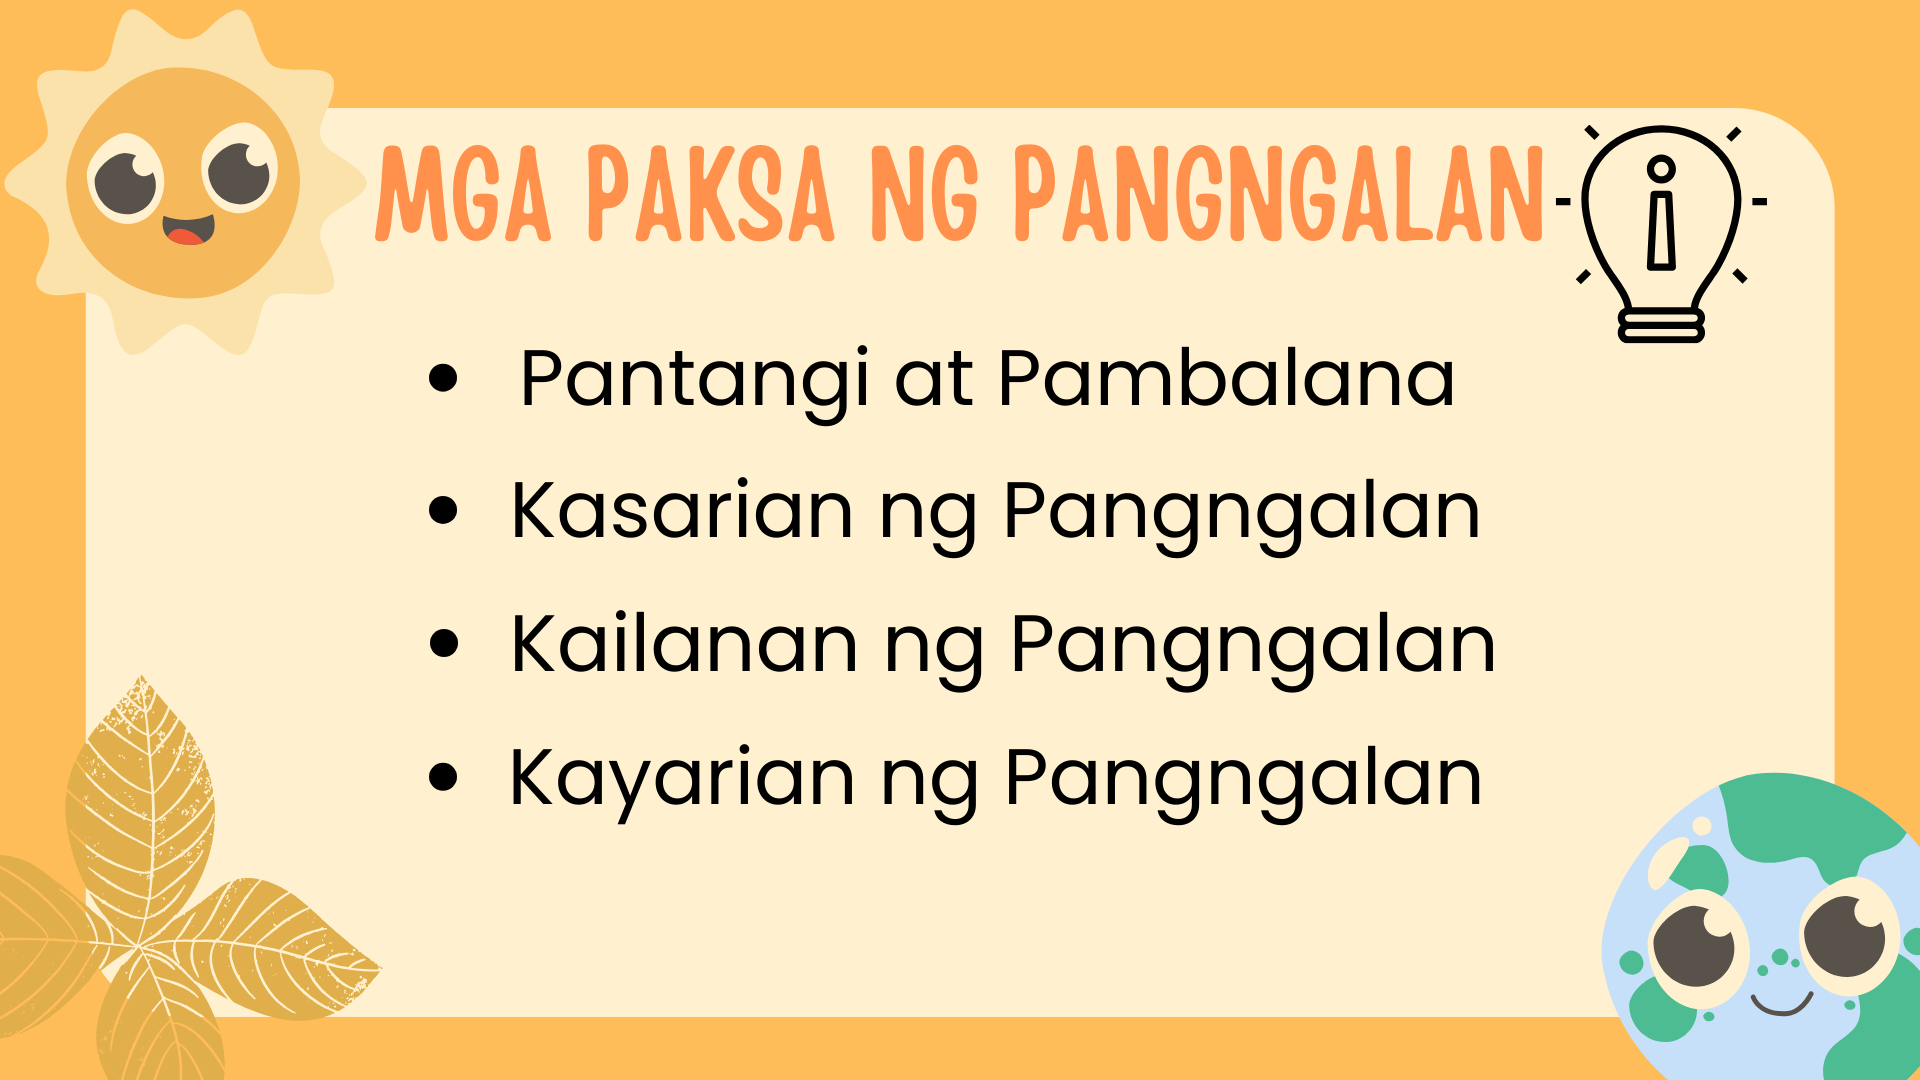 MGA PAKSA NG PANGNGALAN
• Pantangi at Pambalana
• Kasarian ng Pangngalan
• Kailanan ng Pangngalan
• Kayarian ng Pangngalan